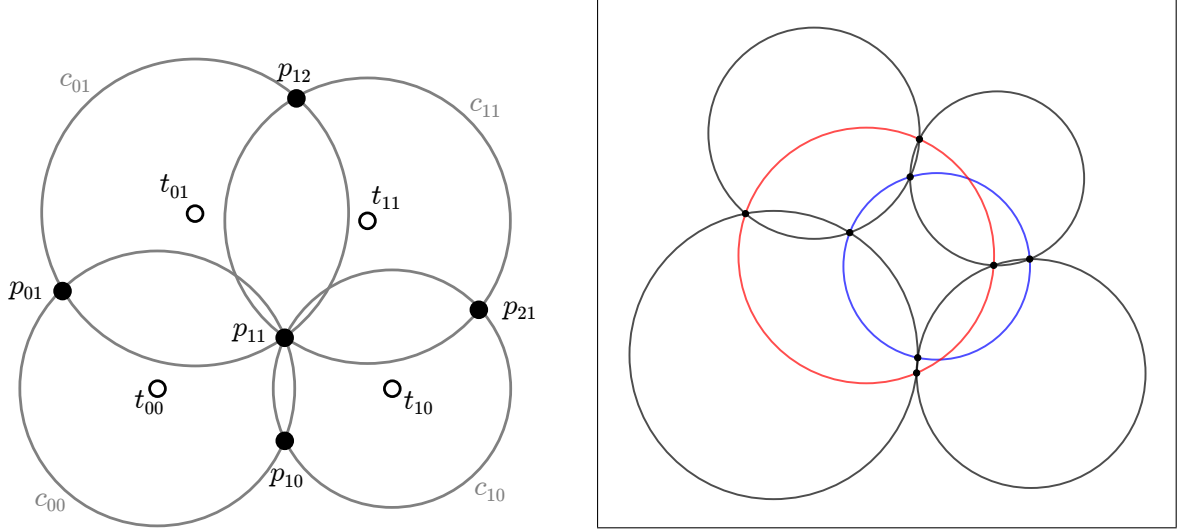 p₁₂
c₀₁
c₁₁
t₀₁
t₁₁
p₀₁
p₂₁
p₁₁
t₀₀
t₁₀
p₁₀
c₀₀
c₁₀